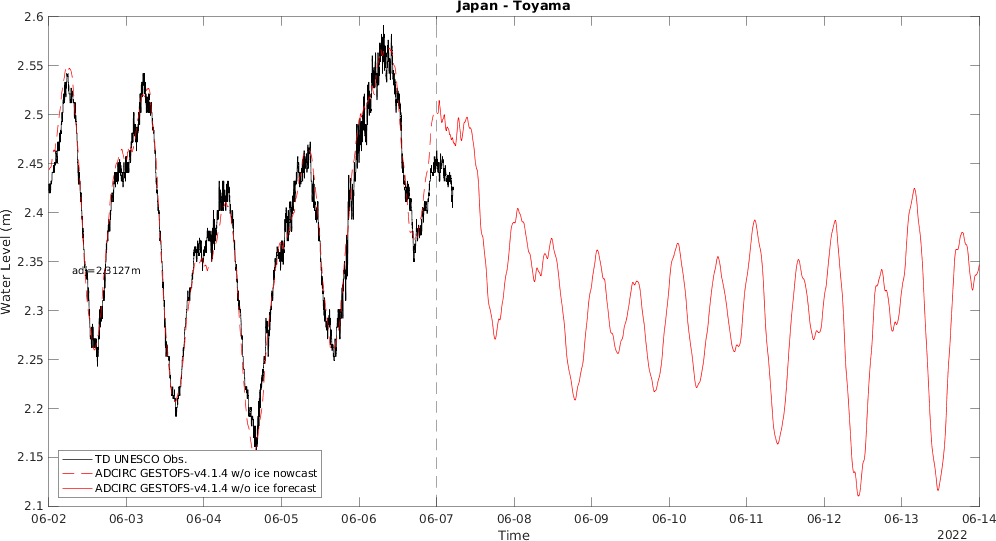 Japan - Toyama
2.6
2.55
2.5
2.45
2.4
2.35
2.3
2.25
2.2
2.15
2.1
Water Level (m)
adj=2.3127m
TD UNESCO Obs.
ADCIRC GESTOFS-v4.1.4 w/o ice nowcast
ADCIRC GESTOFS-v4.1.4 w/o ice forecast
06-02 06-03 06-04 06-05 06-06 06-07 06-08 06-09 06-10 06-11 06-12 06-13 06-14
Time
2022